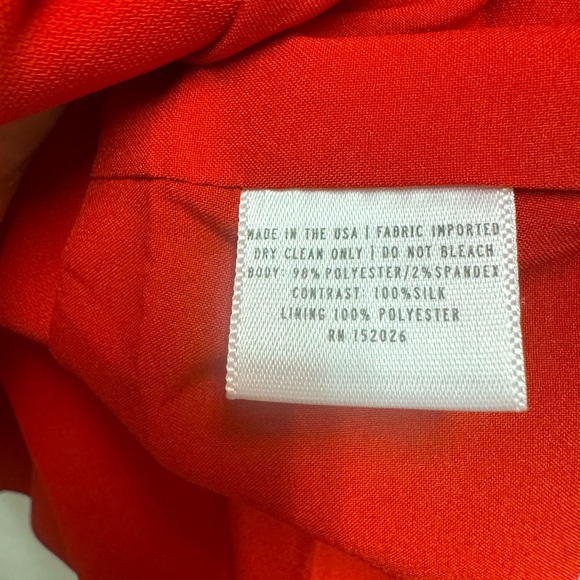 MADE IN THE USA | FABRIC IMPORTED
DRY CLEAN ONLY | DO NOT BLEACH
BODY: 98% POLYESTER/2%SPANDEX
CONTRAST: 100%SILK
LINING 100% POLYESTER
RN 152026